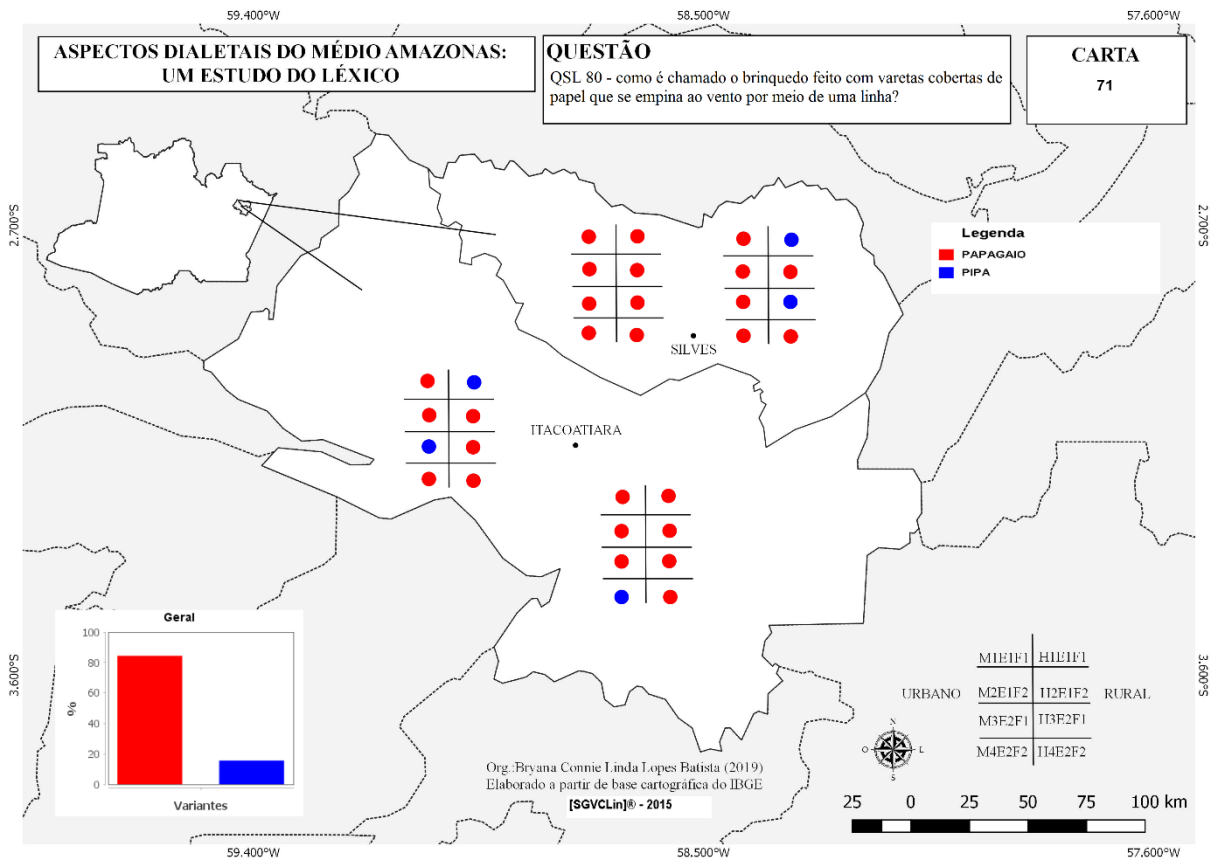 59.400°W
58.500°W
57.600°W
ASPECTOS DIALETAIS DO MÉDIO AMAZONAS:
UM ESTUDO DO LÉXICO
QUESTÃO
QSL 80 - como é chamado o brinquedo feito com varetas cobertas de
papel que se empina ao vento por meio de uma linha?
CARTA
71
2.700°S
2.700°S
Legenda
PAPAGAIO
PIPA
SILVES
ITACOATIARA
Geral
100
80
60
40
20
0
%
Variantes
3.600°S
3.600°S
M1E1F1 H1E1F1
URBANO M2E1F2 H2E1F2 RURAL
M3E2F1 H3E2F1
M4E2F2 H4E2F2
N
O L
S
Org.:Bryana Connie Linda Lopes Batista (2019)
Elaborado a partir de base cartográfica do IBGE
[SGVCLin]® - 2015
25 0 25 50 75 100 km
59.400°W
58.500°W
57.600°W